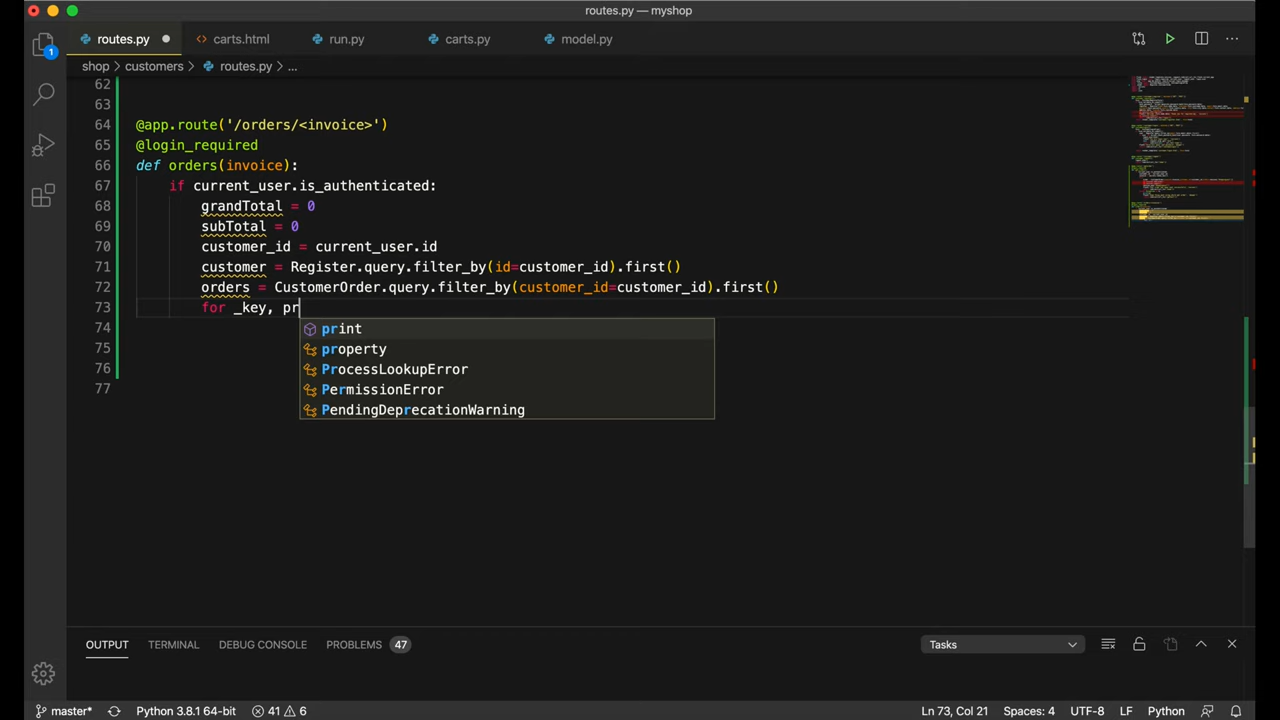 routes.py — myshop
routes.py carts.html run.py carts.py model.py
1
shop > customers > routes.py > ...
62
63
64 @app.route('/orders/<invoice>')
65 @login_required
66 def orders(invoice):
67 if current_user.is_authenticated:
68 grandTotal = 0
69 subTotal = 0
70 customer_id = current_user.id
71 customer = Register.query.filter_by(id=customer_id).first()
72 orders = CustomerOrder.query.filter_by(customer_id=customer_id).first()
73 for _key, pr
74 print
75 property
ProcessLookupError
76 PermissionError
77 PendingDeprecationWarning
OUTPUT TERMINAL DEBUG CONSOLE PROBLEMS 47 Tasks
master* Python 3.8.1 64-bit 41 6 Ln 73, Col 21 Spaces: 4 UTF-8 LF Python